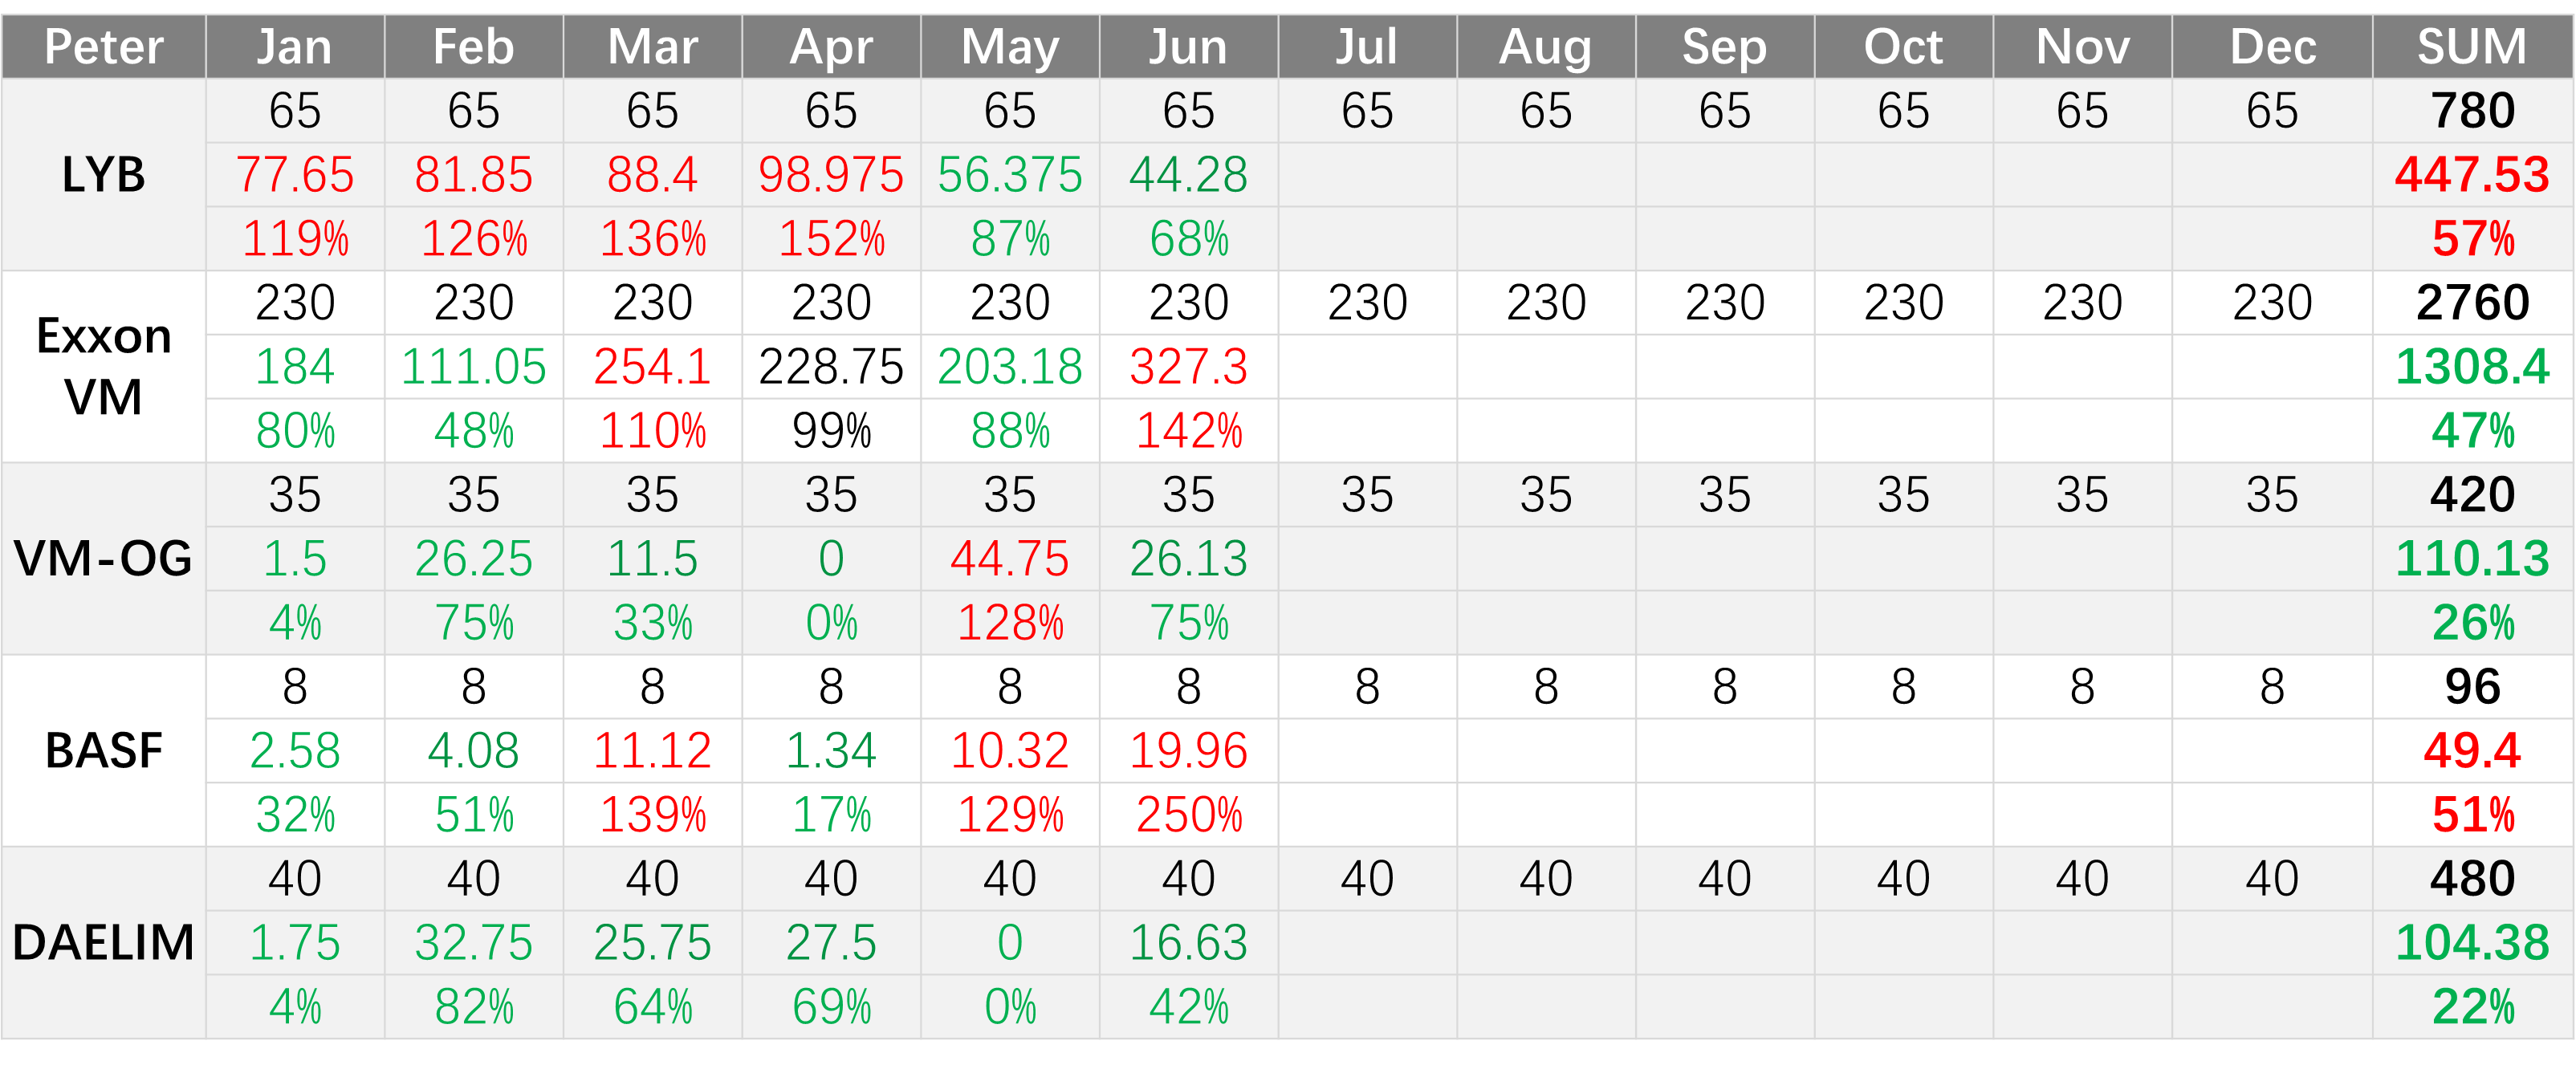 Peter Jan Feb Mar Apr May Jun Jul Aug Sep Oct Nov Dec SUM
LYB
65 65 65 65 65 65 65 65 65 65 65 65 780
77.65 81.85 88.4 98.975 56.375 44.28 447.53
119% 126% 136% 152% 87% 68% 57%
Exxon
VM
230 230 230 230 230 230 230 230 230 230 230 230 2760
184 111.05 254.1 228.75 203.18 327.3 1308.4
80% 48% 110% 99% 88% 142% 47%
VM-OG
35 35 35 35 35 35 35 35 35 35 35 35 420
1.5 26.25 11.5 0 44.75 26.13 110.13
4% 75% 33% 0% 128% 75% 26%
BASF
8 8 8 8 8 8 8 8 8 8 8 8 96
2.58 4.08 11.12 1.34 10.32 19.96 49.4
32% 51% 139% 17% 129% 250% 51%
DAELIM
40 40 40 40 40 40 40 40 40 40 40 40 480
1.75 32.75 25.75 27.5 0 16.63 104.38
4% 82% 64% 69% 0% 42% 22%